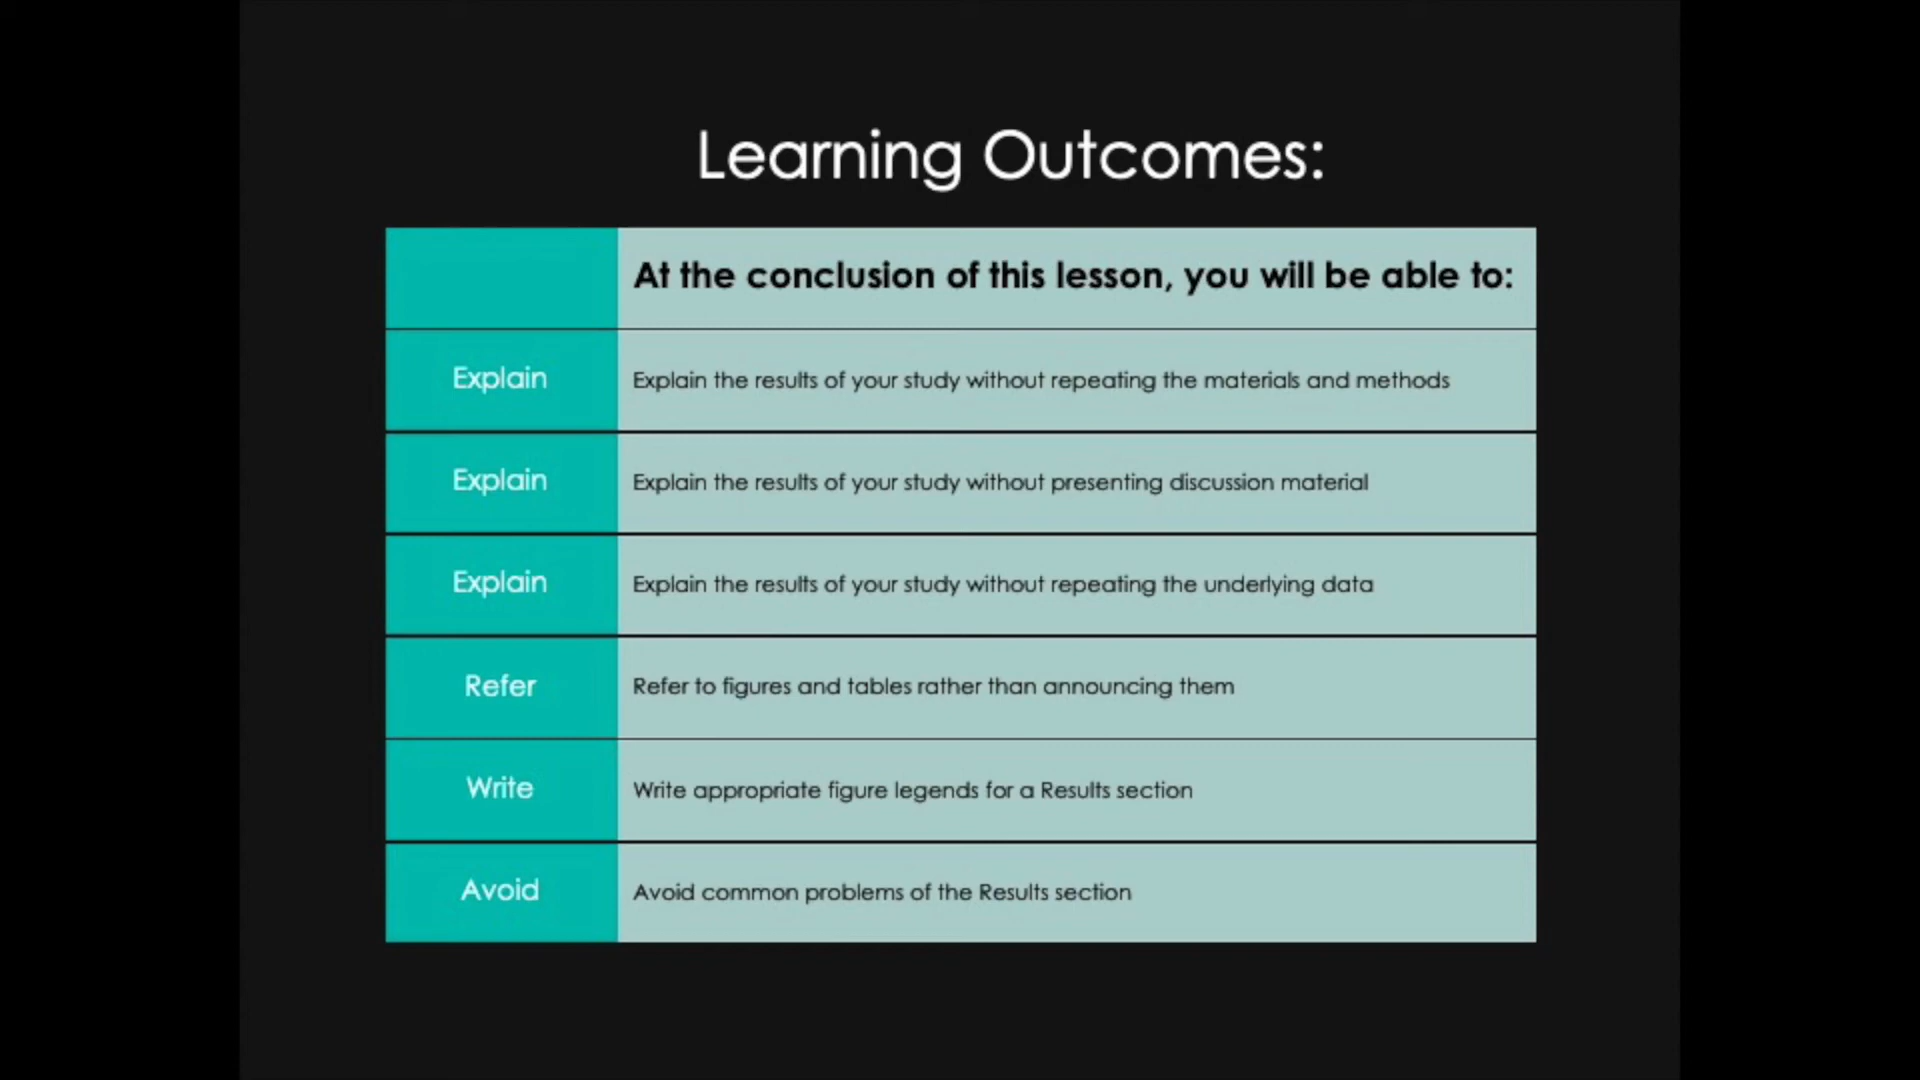 Learning Outcomes:
At the conclusion of this lesson, you will be able to:
Explain
Explain the results of your study without repeating the materials and methods
Explain
Explain the results of your study without presenting discussion material
Explain
Explain the results of your study without repeating the underlying data
Refer
Refer to figures and tables rather than announcing them
Write
Write appropriate figure legends for a Results section
Avoid
Avoid common problems of the Results section